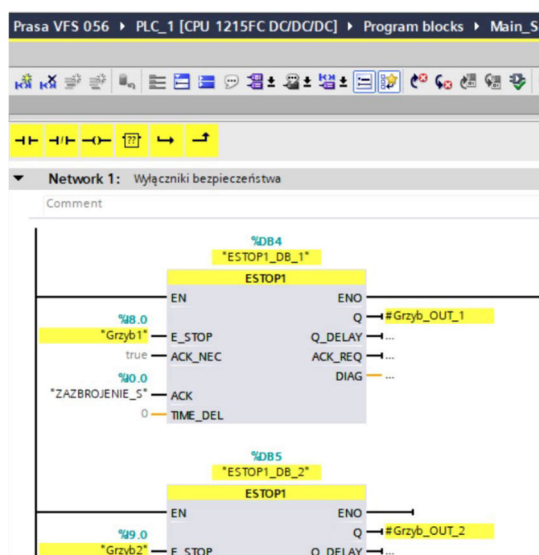 Prasa VFS 056 ▸ PLC_1 [CPU 1215FC DC/DC/DC] ▸ Program blocks ▸ Main_S
??
Network 1: Wyłączniki bezpieczeństwa
Comment
%DB4
"ESTOP1_DB_1"
ESTOP1
EN ENO
%I8.0 Q #Grzyb_OUT_1
"Grzyb1" E_STOP Q_DELAY ...
true ACK_NEC ACK_REQ ...
%I0.0 DIAG ...
"ZAZBROJENIE_S" ACK
0 TIME_DEL
%DB5
"ESTOP1_DB_2"
ESTOP1
EN ENO
%I9.0 Q #Grzyb_OUT_2
"Grzyb2" E_STOP Q_DELAY ...